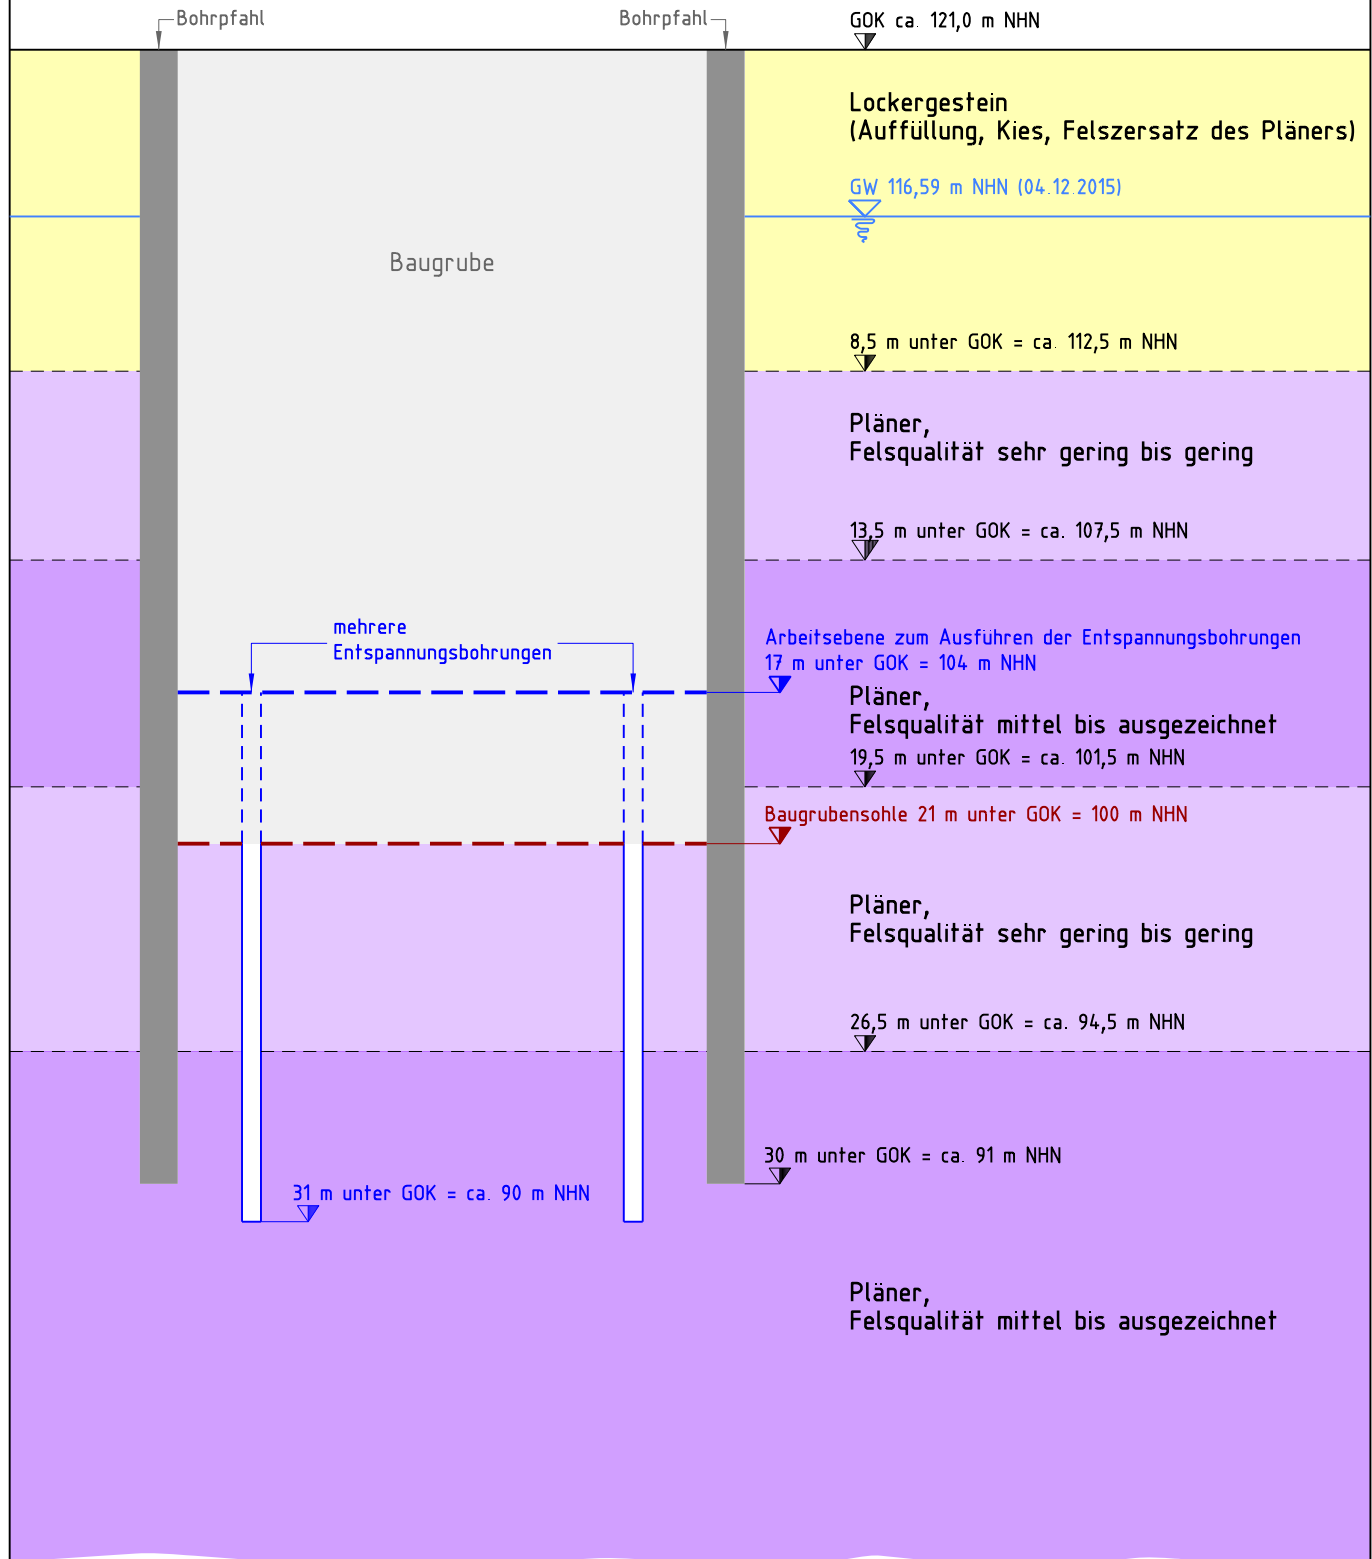 Bohrpfahl
Bohrpfahl
GOK ca. 121,0 m NHN
Lockergestein
(Auffüllung, Kies, Felszersatz des Pläners)
GW 116,59 m NHN (04.12.2015)
Baugrube
8,5 m unter GOK = ca. 112,5 m NHN
Pläner,
Felsqualität sehr gering bis gering
13,5 m unter GOK = ca. 107,5 m NHN
mehrere
Entspannungsbohrungen
Arbeitsebene zum Ausführen der Entspannungsbohrungen
17 m unter GOK = 104 m NHN
Pläner,
Felsqualität mittel bis ausgezeichnet
19,5 m unter GOK = ca. 101,5 m NHN
Baugrubensohle 21 m unter GOK = 100 m NHN
Pläner,
Felsqualität sehr gering bis gering
26,5 m unter GOK = ca. 94,5 m NHN
30 m unter GOK = ca. 91 m NHN
31 m unter GOK = ca. 90 m NHN
Pläner,
Felsqualität mittel bis ausgezeichnet